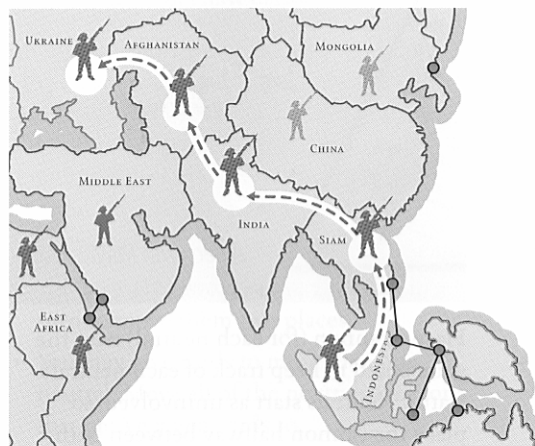 UKRAINE
AFGHANISTAN
MONGOLIA
CHINA
MIDDLE EAST
INDIA
SIAM
EAST
AFRICA
INDONESIA